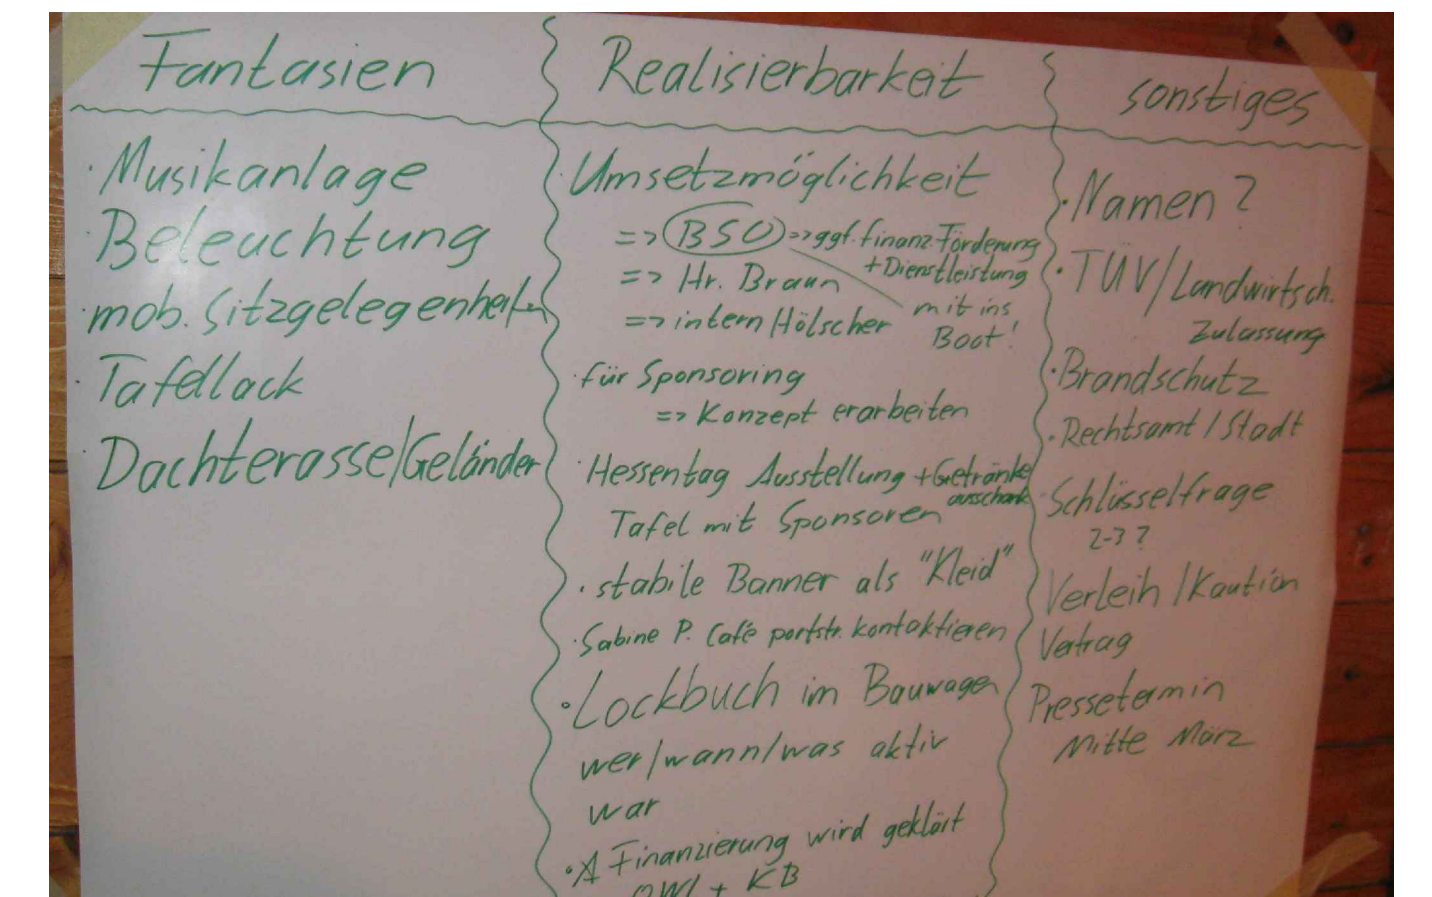 Fantasien
· Musikanlage
· Beleuchtung
· mob. Sitzgelegenheiten
· Tafellack
Dachterasse/Geländer
Realisierbarkeit
· Umsetzmöglichkeit
=> BSO => ggf. finanz. Förderung
+ Dienstleistung
=> Hr. Braun
mit ins
Boot!
=> intern Hölscher
· für Sponsoring
=> Konzept erarbeiten
· Hessentag Ausstellung + Getränke
ausschank
Tafel mit Sponsoren
· stabile Banner als "Kleid"
· Sabine P. Café portstr. kontaktieren
· Lockbuch im Bauwagen
wer/wann/was aktiv
war
· Finanzierung wird geklärt
+ KB
sonstiges
· Namen?
· TÜV/Landwirtsch.
Zulassung
· Brandschutz
· Rechtsamt / Stadt
· Schlüsselfrage
2-3?
Verleih / Kaution
Vertrag
Pressetermin
Mitte März